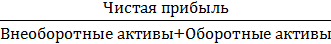 Чистая прибыль
Внеоборотные активы+Оборотные активы